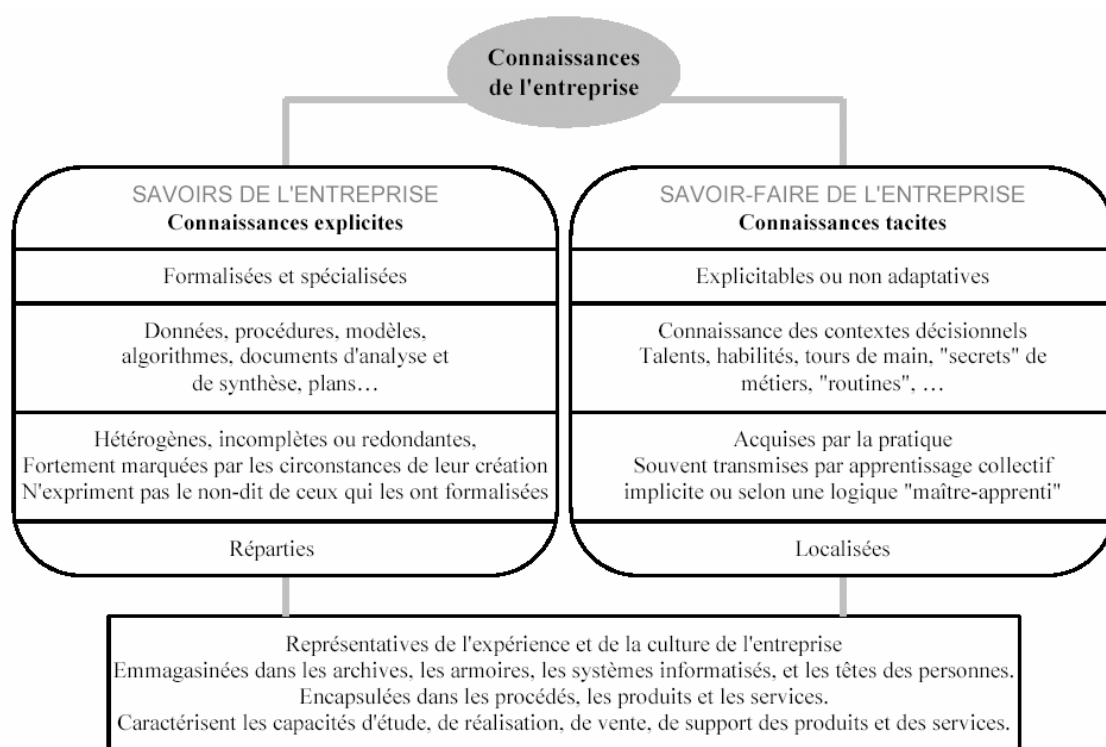 Connaissances
de l'entreprise
SAVOIRS DE L'ENTREPRISE
Connaissances explicites
Formalisées et spécialisées
Données, procédures, modèles,
algorithmes, documents d'analyse et
de synthèse, plans…
Hétérogènes, incomplètes ou redondantes,
Fortement marquées par les circonstances de leur création
N'expriment pas le non-dit de ceux qui les ont formalisées
Réparties
SAVOIR-FAIRE DE L'ENTREPRISE
Connaissances tacites
Explicitables ou non adaptatives
Connaissance des contextes décisionnels
Talents, habilités, tours de main, "secrets" de
métiers, "routines", …
Acquises par la pratique
Souvent transmises par apprentissage collectif
implicite ou selon une logique "maître-apprenti"
Localisées
Représentatives de l'expérience et de la culture de l'entreprise
Emmagasinées dans les archives, les armoires, les systèmes informatisés, et les têtes des personnes.
Encapsulées dans les procédés, les produits et les services.
Caractérisent les capacités d'étude, de réalisation, de vente, de support des produits et des services.